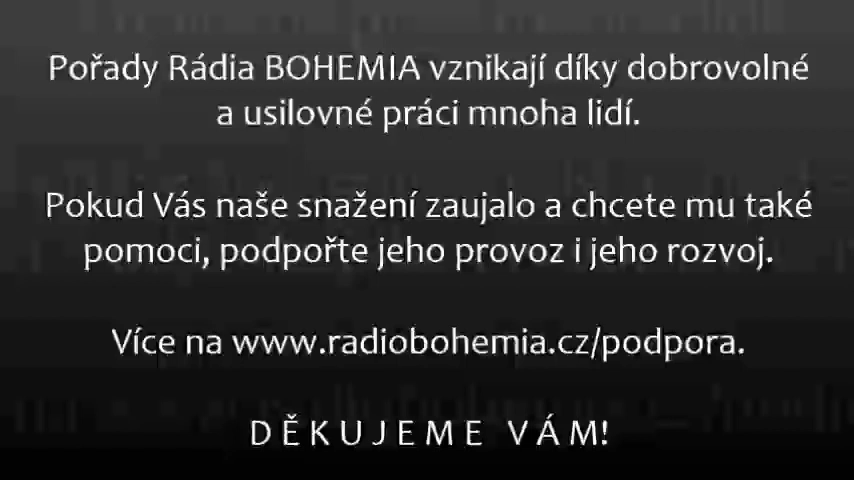 Pořady Rádia BOHEMIA vznikají díky dobrovolné
a usilovné práci mnoha lidí.
Pokud Vás naše snažení zaujalo a chcete mu také
pomoci, podpořte jeho provoz i jeho rozvoj.
Více na www.radiobohemia.cz/podpora.
D Ě K U J E M E V Á M!